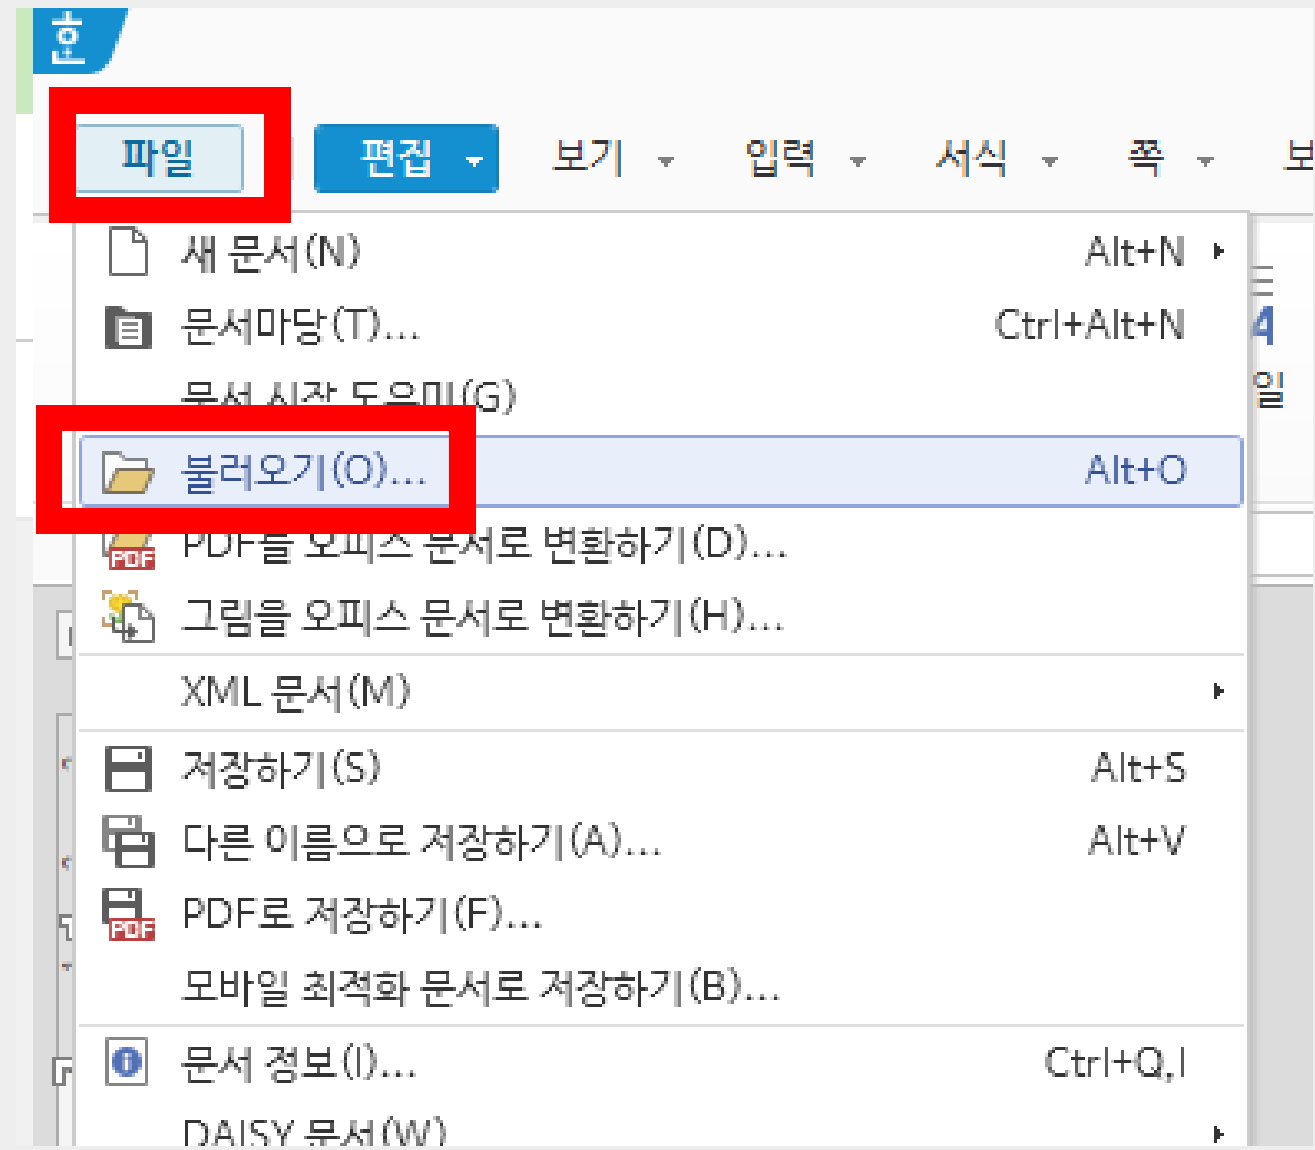 한
파일 편집 보기 입력 서식 쪽 보
새 문서(N) Alt+N
문서마당(T)... Ctrl+Alt+N
4
문서 시작 도우미(G)
일
불러오기(O)... Alt+O
PDF를 오피스 문서로 변환하기(D)...
PDF
그림을 오피스 문서로 변환하기(H)...
XML 문서(M)
저장하기(S) Alt+S
다른 이름으로 저장하기(A)... Alt+V
PDF로 저장하기(F)...
PDF
모바일 최적화 문서로 저장하기(B)...
문서 정보(I)... Ctrl+Q,I
DAISY 문서(W)